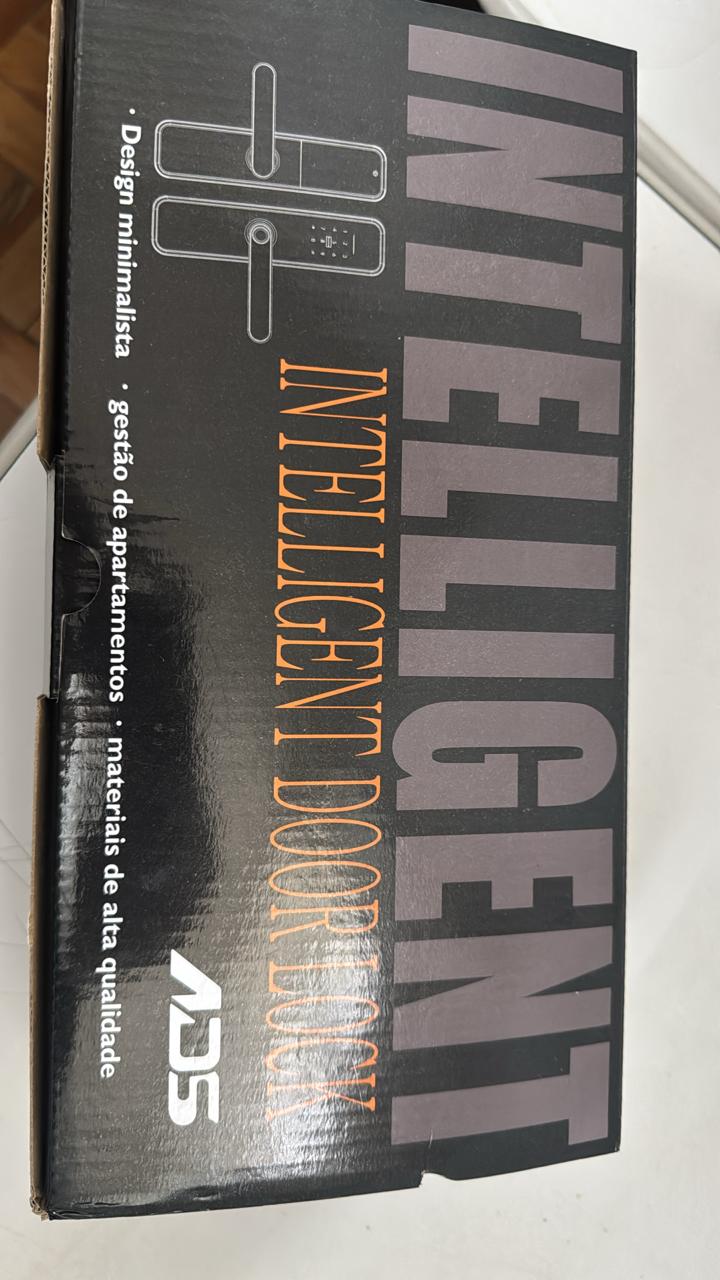 INTELLIGENT
INTELLIGENT DOOR LOCK
ADS
· Design minimalista · gestão de apartamentos · materiais de alta qualidade